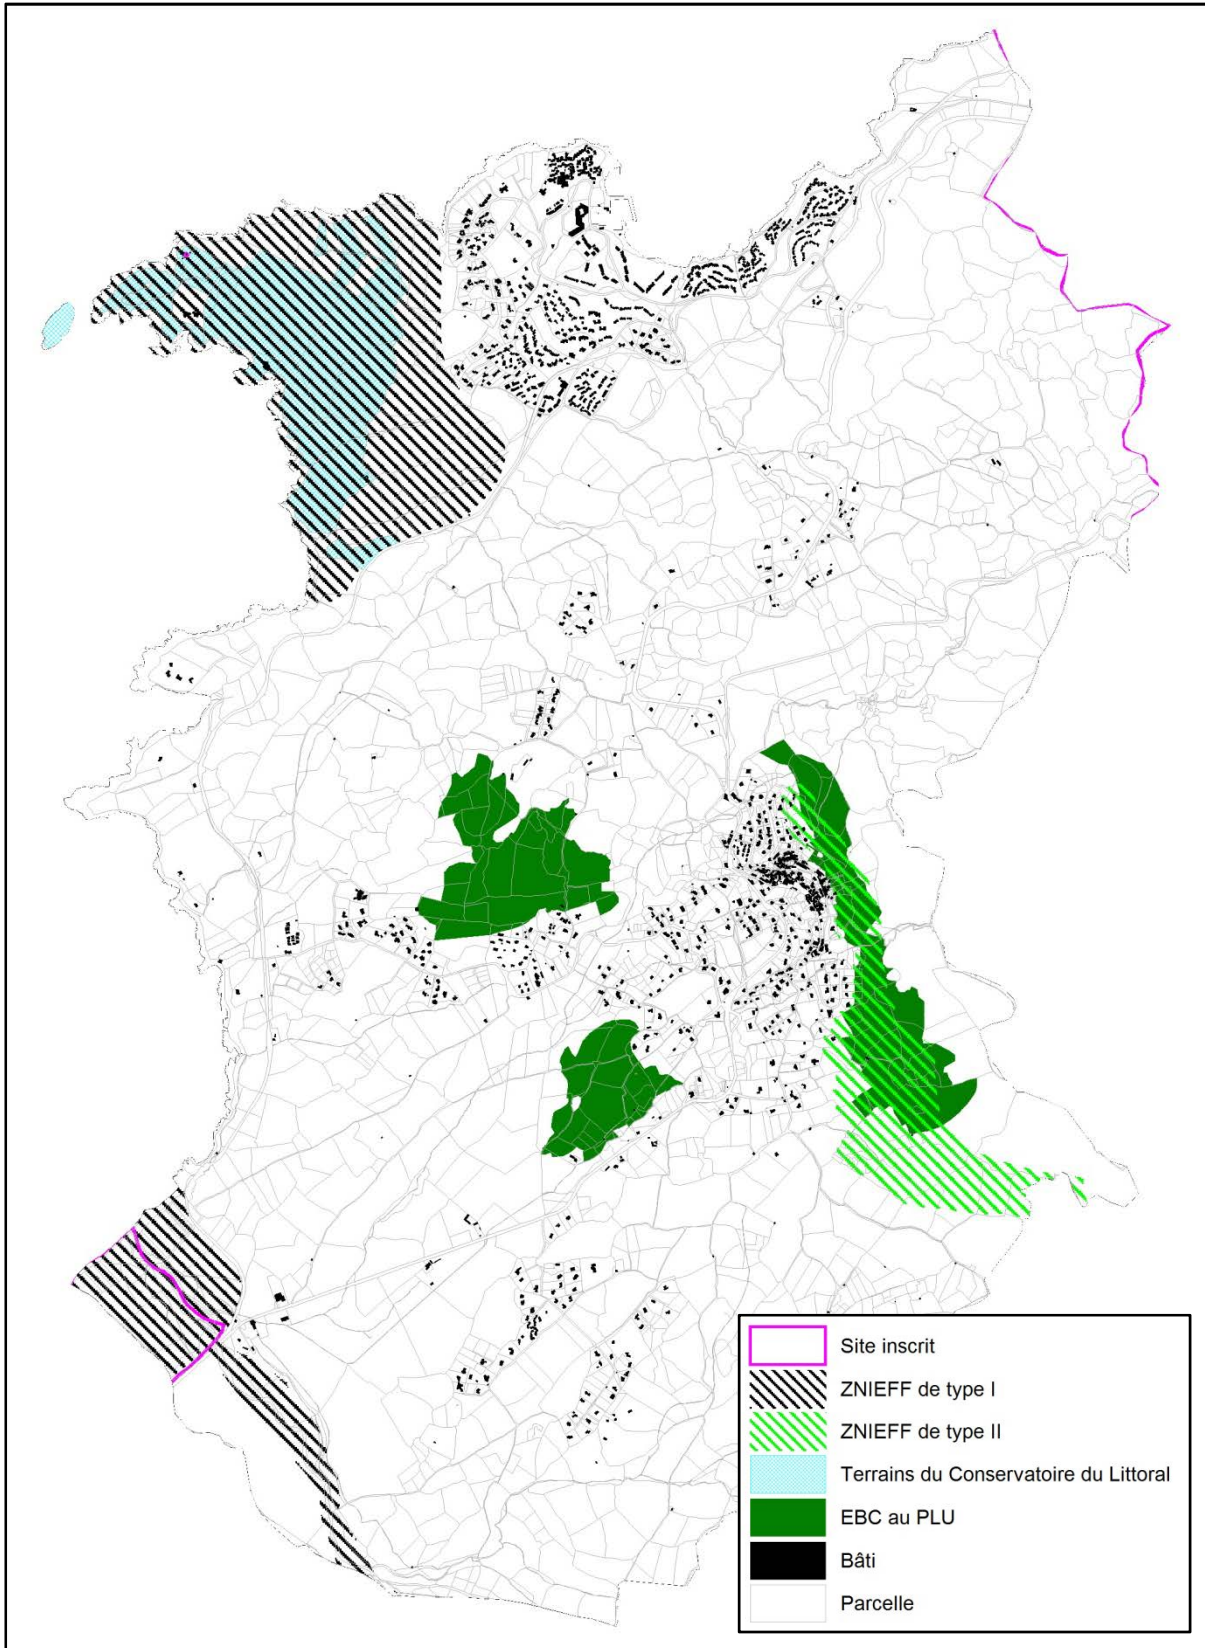 Site inscrit
ZNIEFF de type I
ZNIEFF de type II
Terrains du Conservatoire du Littoral
EBC au PLU
Bâti
Parcelle